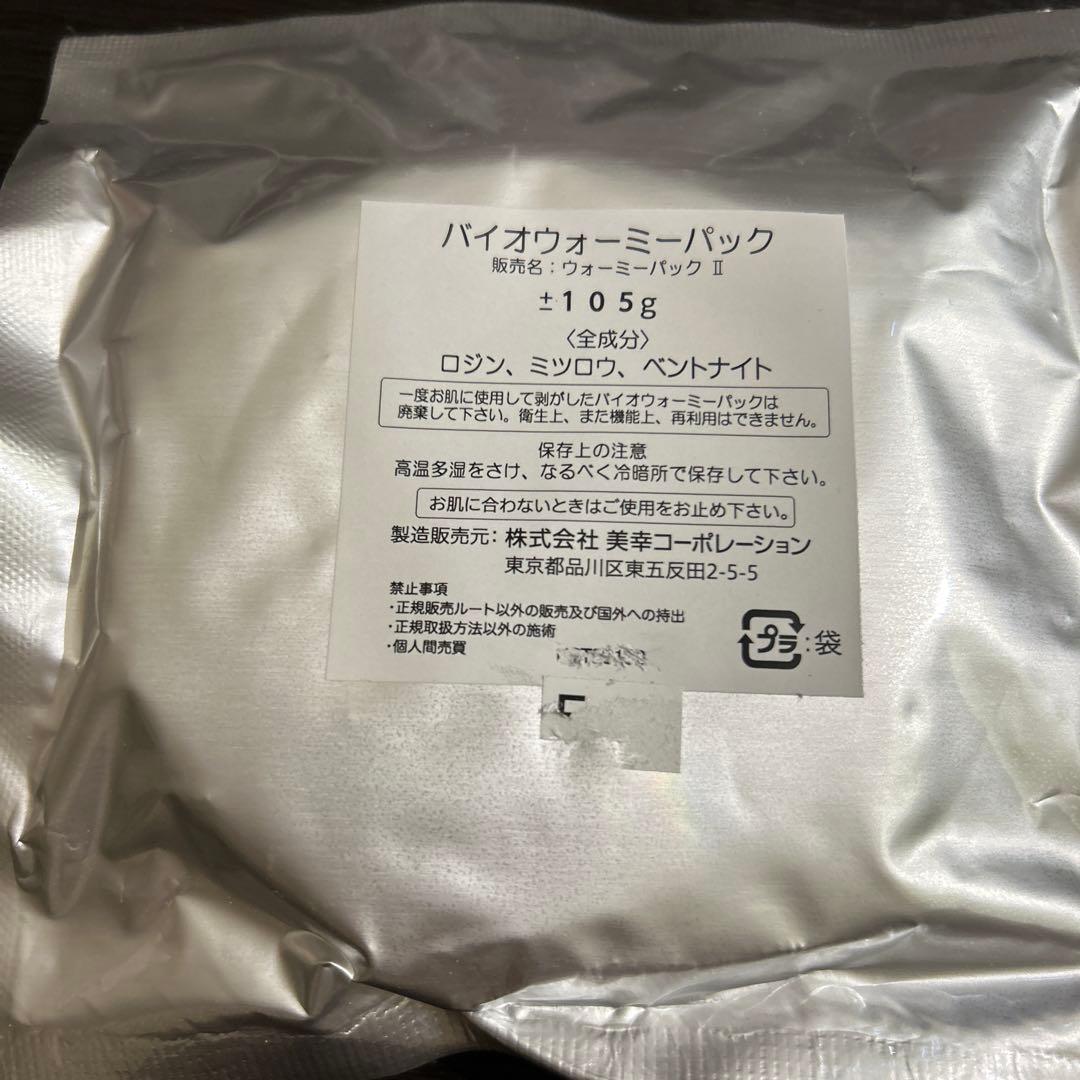 バイオウォーミーパック
販売名：ウォーミーパック Ⅱ
±105g
〈全成分〉
ロジン、ミツロウ、ベントナイト
一度お肌に使用して剥がしたバイオウォーミーパックは
廃棄して下さい。衛生上、また機能上、再利用はできません。
保存上の注意
高温多湿をさけ、なるべく冷暗所で保存して下さい。
お肌に合わないときはご使用をお止め下さい。
製造販売元：株式会社 美幸コーポレーション
東京都品川区東五反田2-5-5
禁止事項
・正規販売ルート以外の販売及び国外への持出
・正規取扱方法以外の施術
・個人間売買
プラ：袋